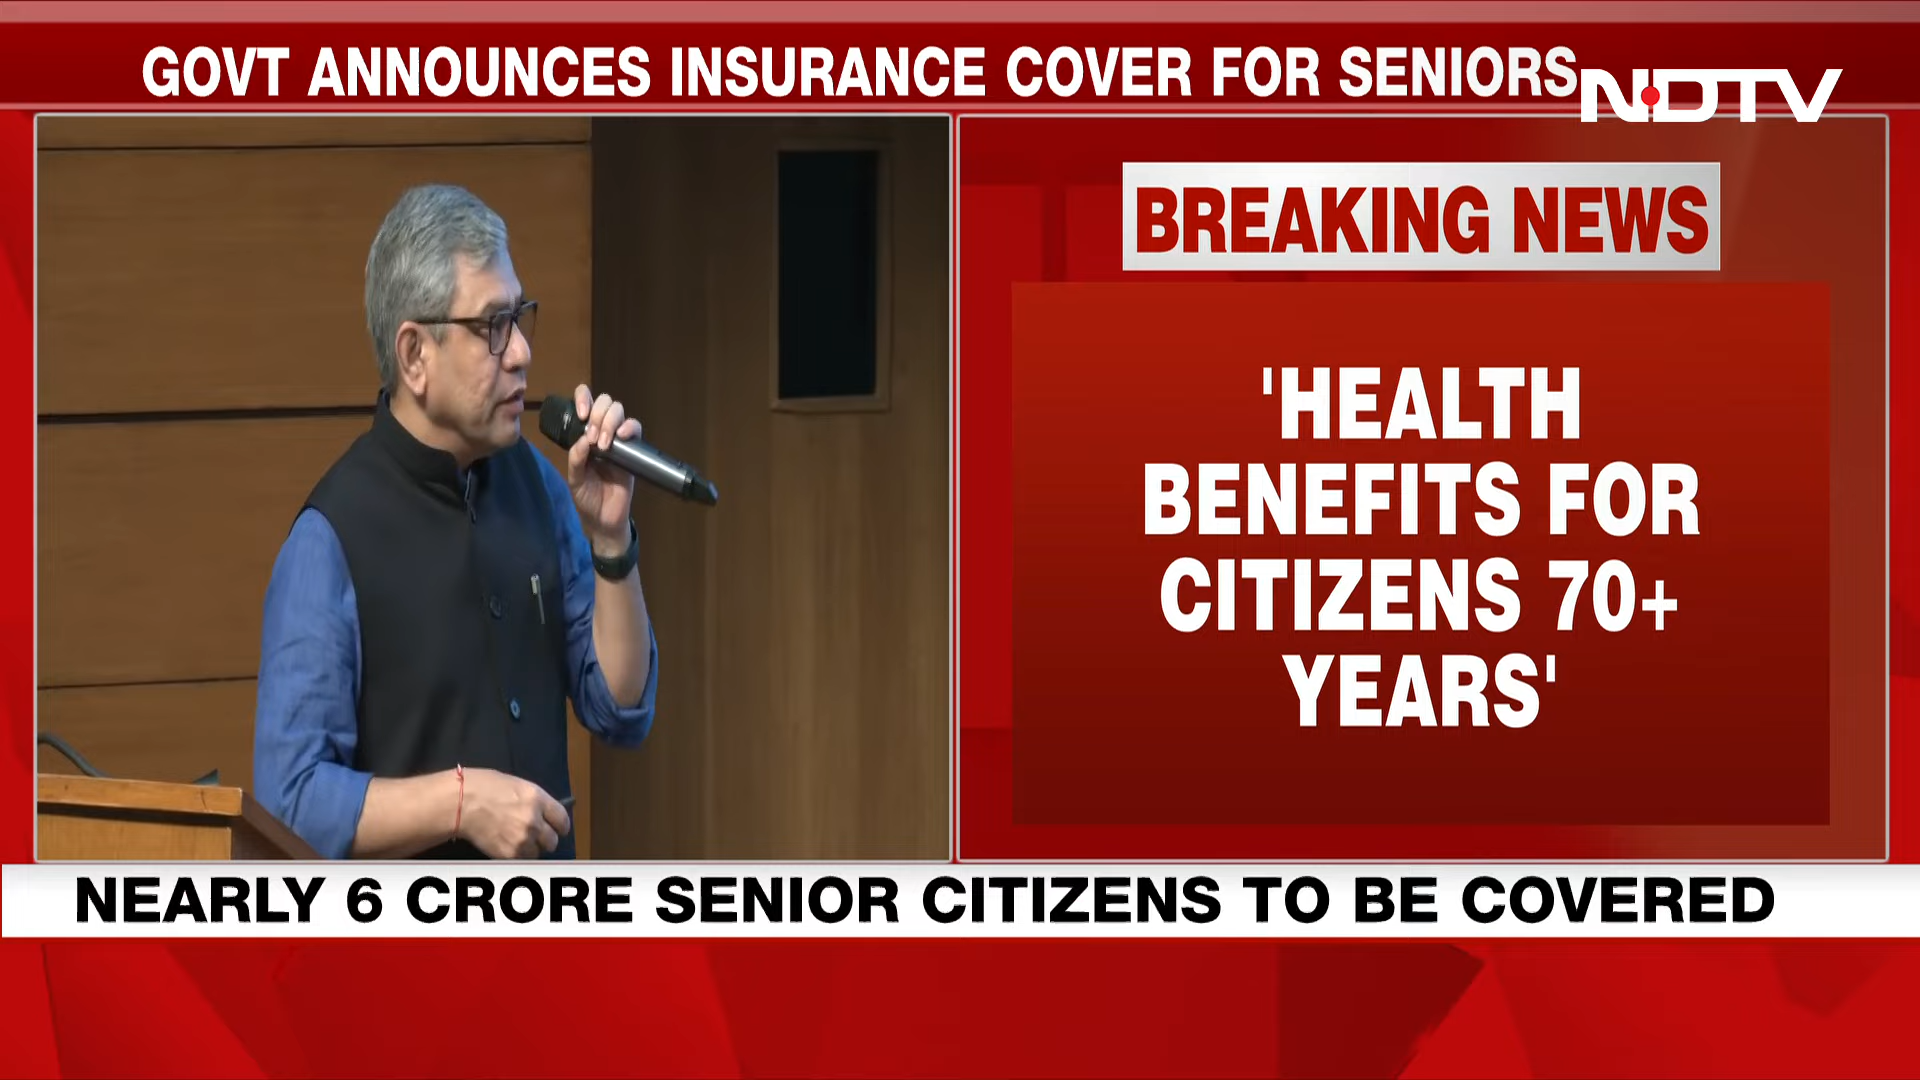 GOVT ANNOUNCES INSURANCE COVER FOR SENIORS
NDTV
BREAKING NEWS
'HEALTH
BENEFITS FOR
CITIZENS 70+
YEARS'
NEARLY 6 CRORE SENIOR CITIZENS TO BE COVERED